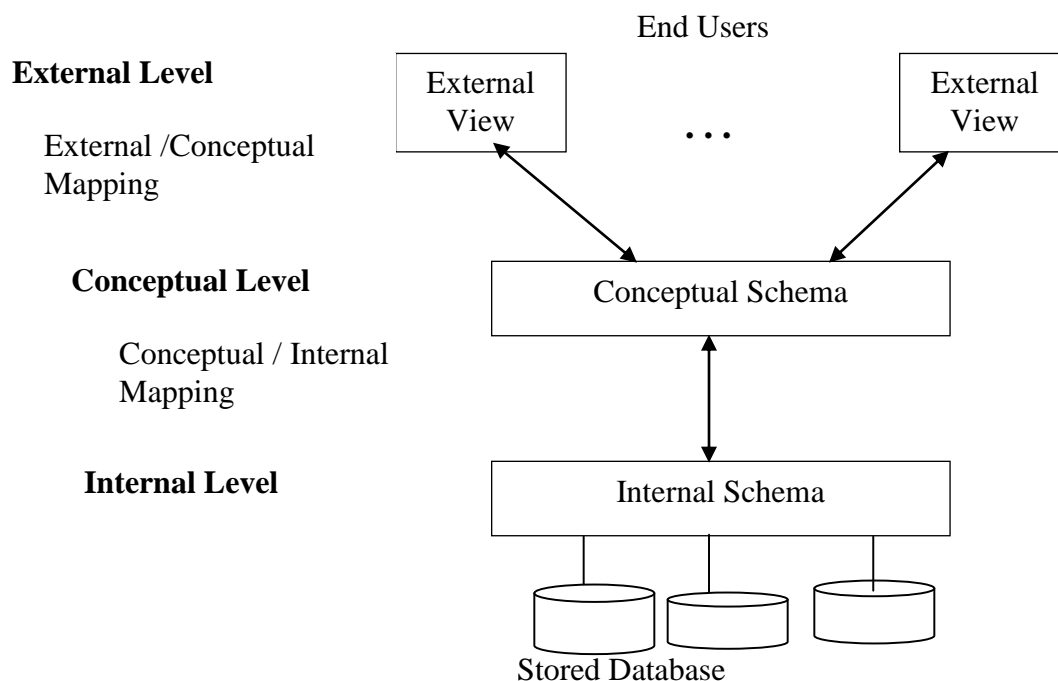 End Users
External Level
External
View
...
External
View
External /Conceptual
Mapping
Conceptual Level
Conceptual Schema
Conceptual / Internal
Mapping
Internal Level
Internal Schema
Stored Database